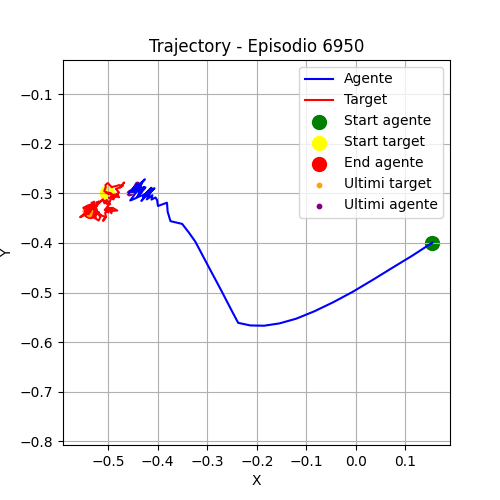 Trajectory - Episodio 6950
Agente
Target
Start agente
Start target
End agente
Ultimi target
Ultimi agente
−0.1
−0.2
−0.3
−0.4
−0.5
−0.6
−0.7
−0.8
Y
−0.5
−0.4
−0.3
−0.2
−0.1
0.0
0.1
X